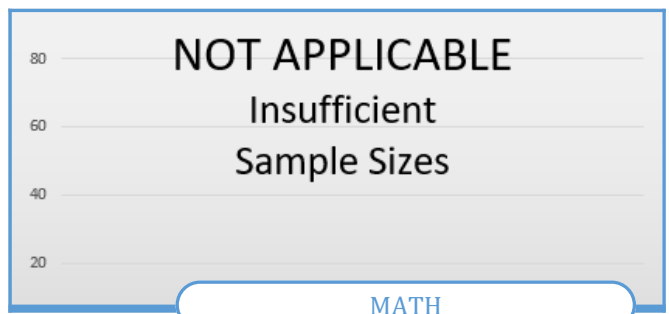 80
NOT APPLICABLE
Insufficient
60
Sample Sizes
40
20
MATH